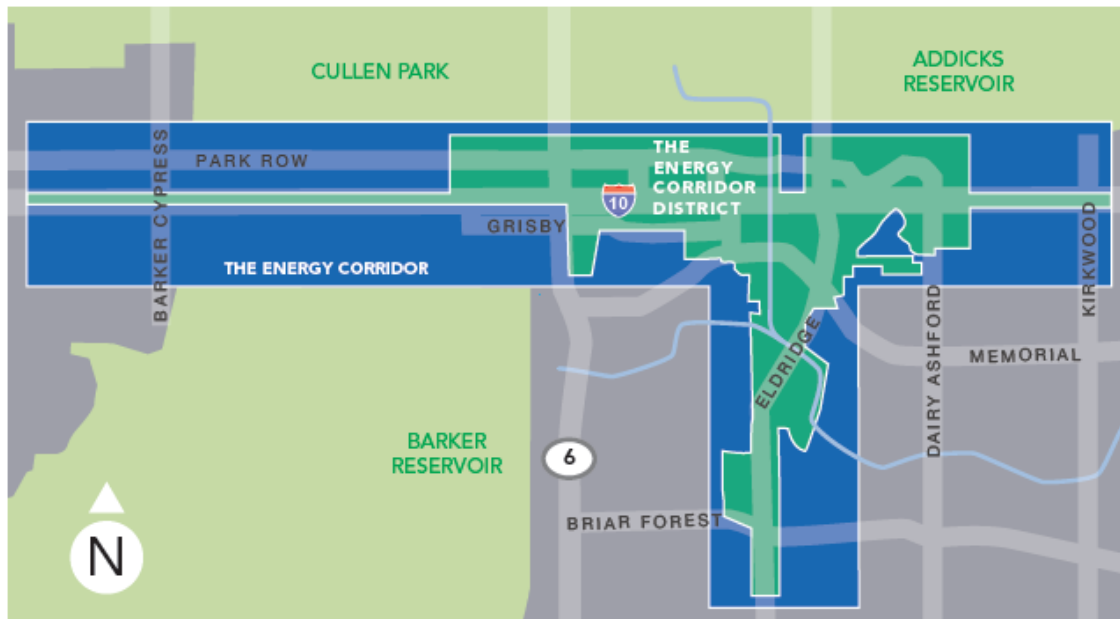 CULLEN PARK
ADDICKS
RESERVOIR
PARK ROW
BARKER CYPRESS
THE
ENERGY
CORRIDOR
DISTRICT
10
GRISBY
THE ENERGY CORRIDOR
KIRKWOOD
ELDRIDGE
DAIRY ASHFORD
MEMORIAL
BARKER
RESERVOIR
6
BRIAR FOREST
N